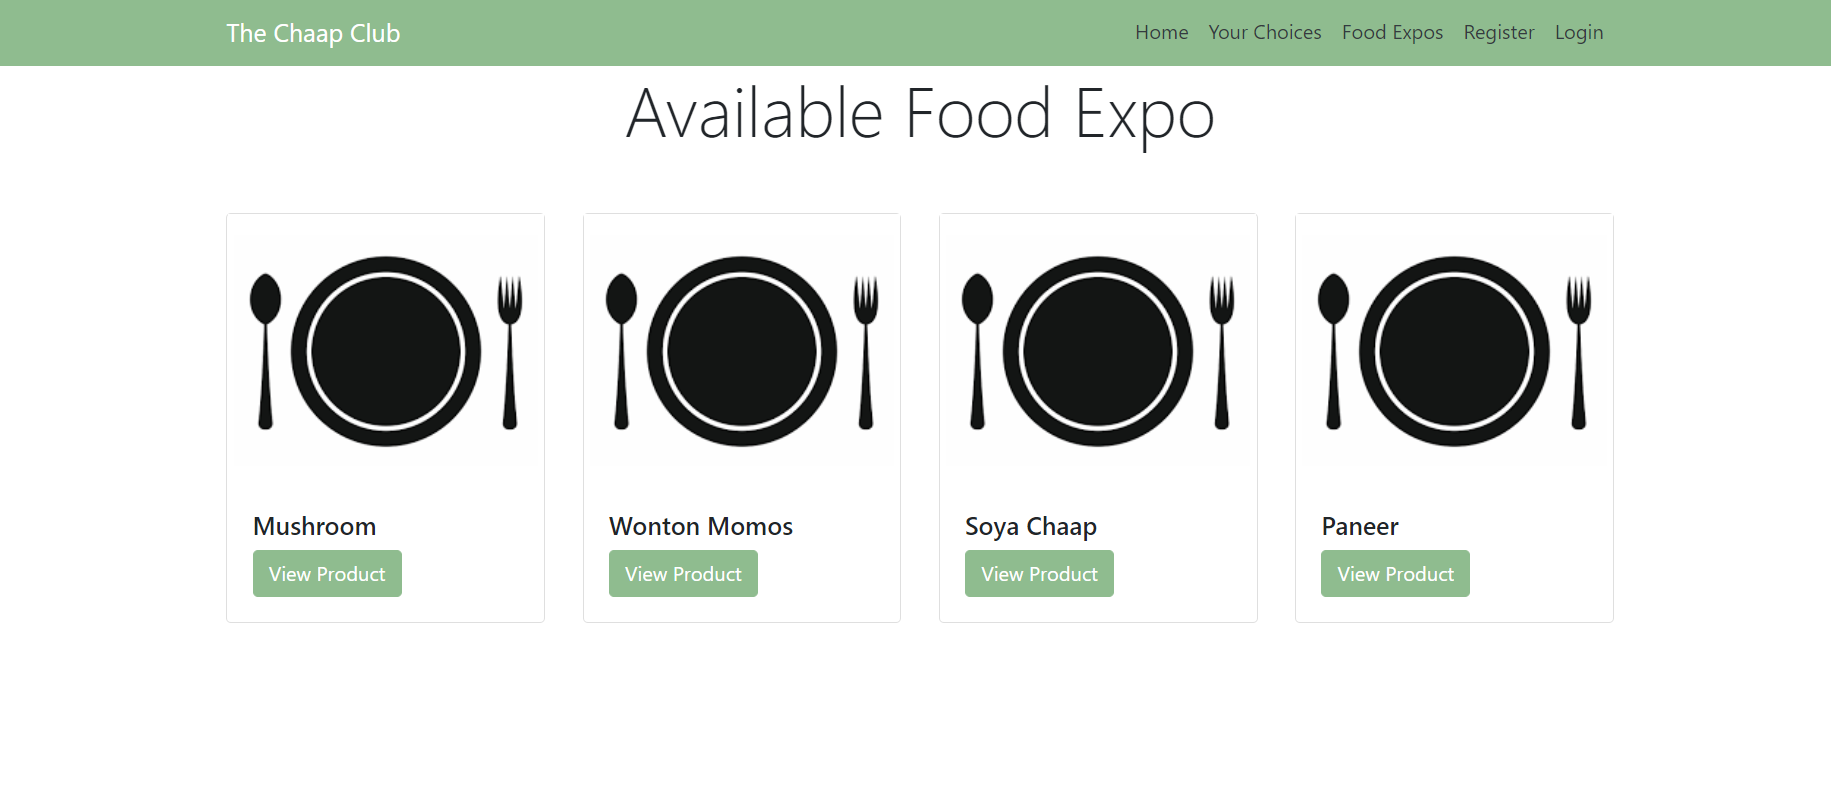 The Chaap Club
Home Your Choices Food Expos Register Login
Available Food Expo
Mushroom
View Product
Wonton Momos
View Product
Soya Chaap
View Product
Paneer
View Product